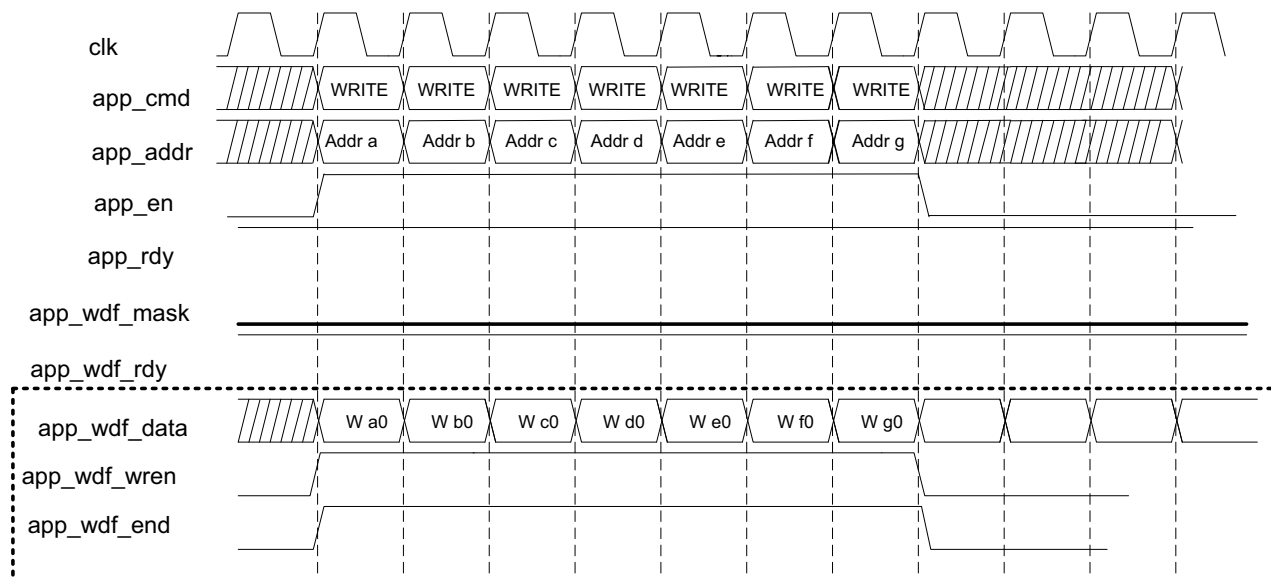 clk
app_cmd WRITE WRITE WRITE WRITE WRITE WRITE WRITE
app_addr Addr a Addr b Addr c Addr d Addr e Addr f Addr g
app_en
app_rdy
app_wdf_mask
app_wdf_rdy
app_wdf_data W a0 W b0 W c0 W d0 W e0 W f0 W g0
app_wdf_wren
app_wdf_end